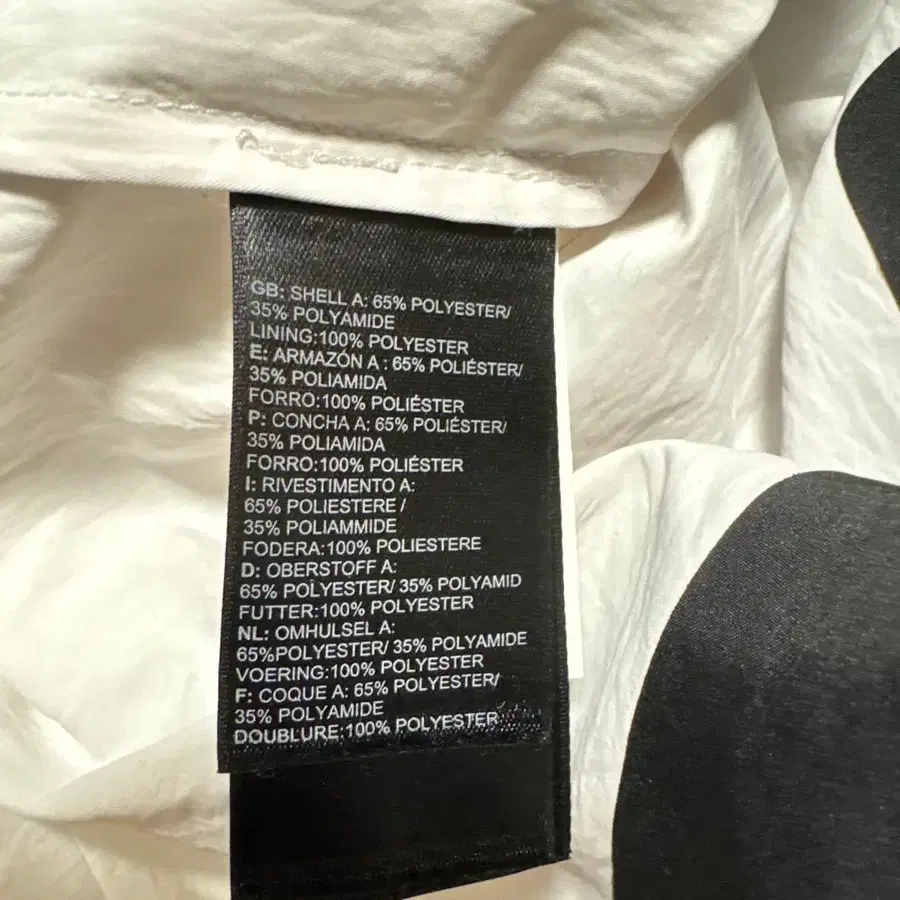 GB: SHELL A: 65% POLYESTER/
35% POLYAMIDE
LINING:100% POLYESTER
E: ARMAZÓN A : 65% POLIÉSTER/
35% POLIAMIDA
FORRO:100% POLIÉSTER
P: CONCHA A: 65% POLIÉSTER/
35% POLIAMIDA
FORRO:100% POLIÉSTER
I: RIVESTIMENTO A:
65% POLIESTERE /
35% POLIAMMIDE
FODERA:100% POLIESTERE
D: OBERSTOFF A:
65% POLYESTER/ 35% POLYAMID
FUTTER:100% POLYESTER
NL: OMHULSEL A:
65%POLYESTER/ 35% POLYAMIDE
VOERING:100% POLYESTER
F: COQUE A: 65% POLYESTER/
35% POLYAMIDE
DOUBLURE:100% POLYESTER